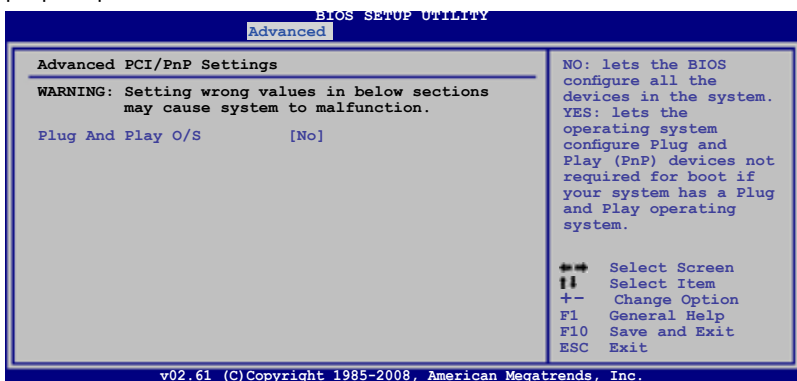 BIOS SETUP UTILITY
Advanced
Advanced PCI/PnP Settings
WARNING: Setting wrong values in below sections
may cause system to malfunction.
Plug And Play O/S [No]
NO: lets the BIOS
configure all the
devices in the system.
YES: lets the
operating system
configure Plug and
Play (PnP) devices not
required for boot if
your system has a Plug
and Play operating
system.
←→ Select Screen
↑↓ Select Item
+- Change Option
F1 General Help
F10 Save and Exit
ESC Exit
v02.61 (C)Copyright 1985-2008, American Megatrends, Inc.